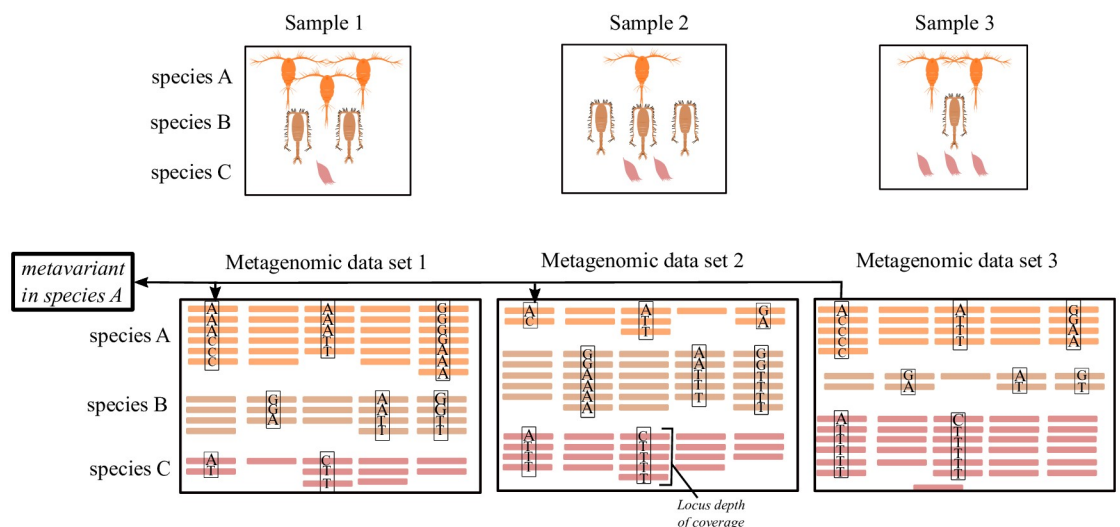 Sample 1
Sample 2
Sample 3
species A
species B
species C
metavariant
in species A
Metagenomic data set 1
Metagenomic data set 2
Metagenomic data set 3
species A
A A A C C C
A A A T T
G G G G A A A
A C
A T T
G A
A C C C C
A T T
G G A A
species B
G G A
A A T T
G G T T
G G A A A A
A A T T
G G T T T T
G A
A T
G T
species C
A T
C T T
A T T T
C T T T T
A T T T T T
C T T T T T
Locus depth
of coverage